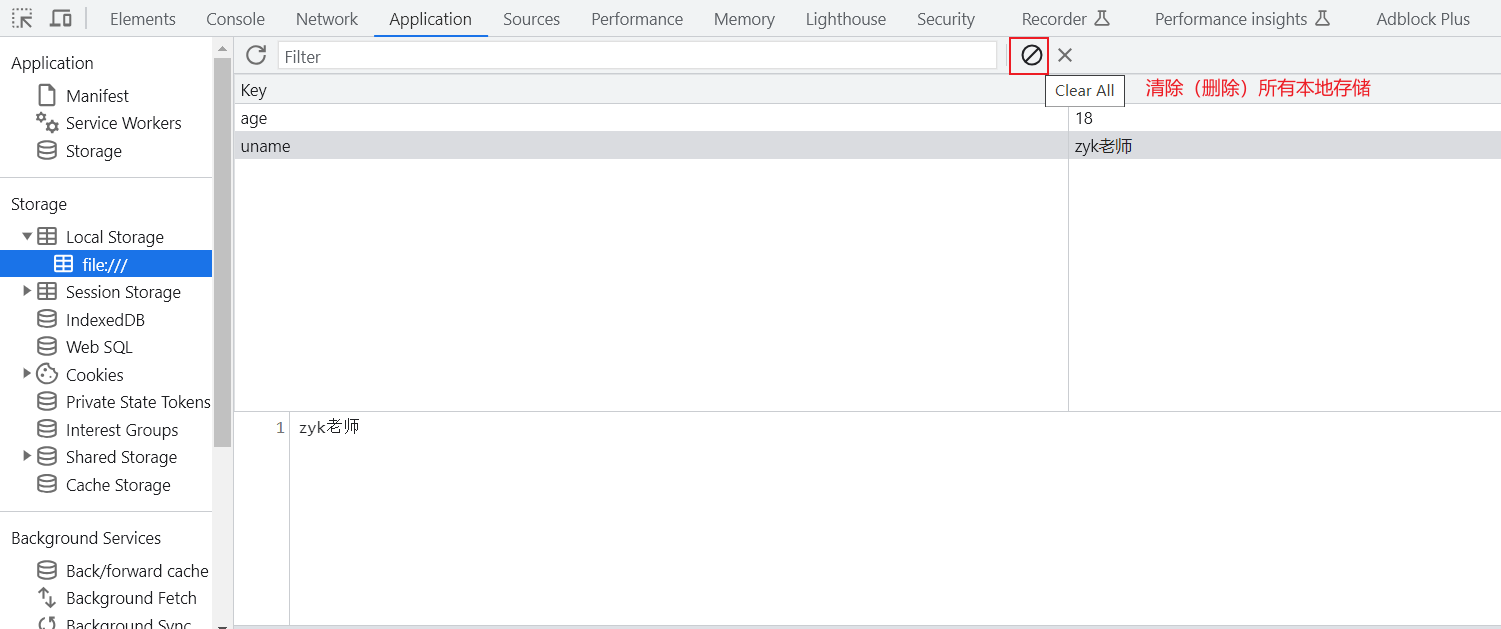 Elements Console Network Application Sources Performance Memory Lighthouse Security Recorder Performance insights Adblock Plus
Application
Manifest
Service Workers
Storage
Storage
Local Storage
file:///
Session Storage
IndexedDB
Web SQL
Cookies
Private State Tokens
Interest Groups
Shared Storage
Cache Storage
Background Services
Back/forward cache
Background Fetch
Background Sync
Filter
Clear All
清除（删除）所有本地存储
Key
age 18
uname zyk老师
1 zyk老师